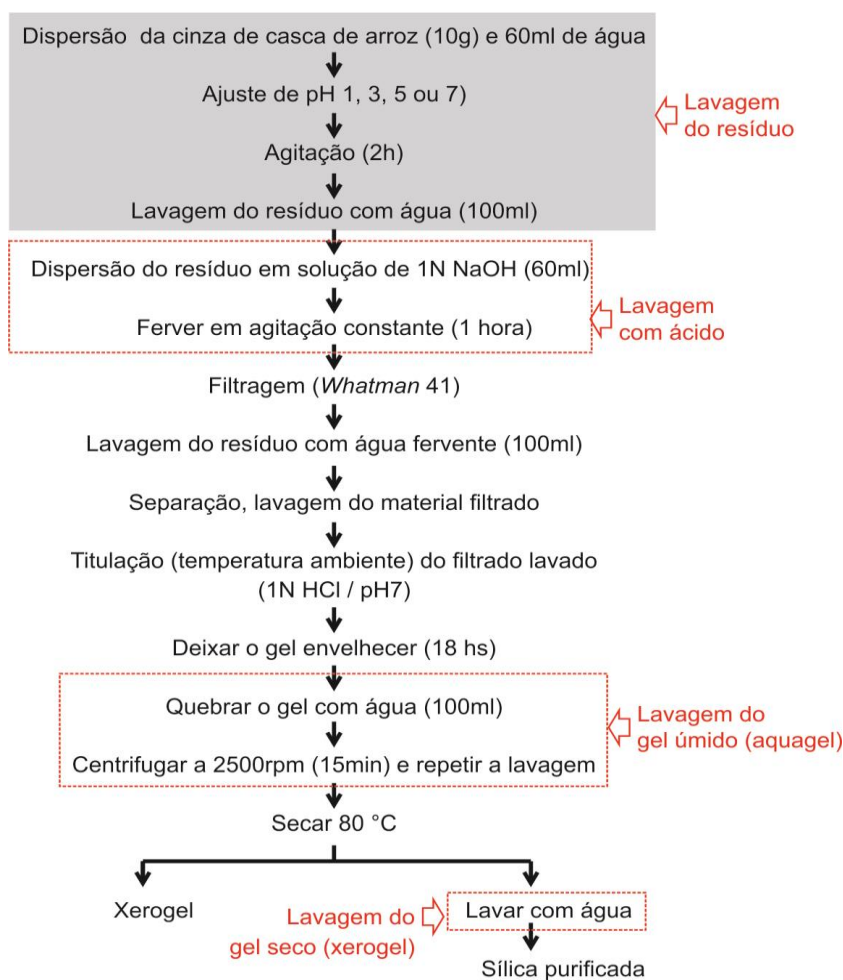 Dispersão da cinza de casca de arroz (10g) e 60ml de água
Ajuste de pH 1, 3, 5 ou 7)
Lavagem
do resíduo
Agitação (2h)
Lavagem do resíduo com água (100ml)
Dispersão do resíduo em solução de 1N NaOH (60ml)
Lavagem
com ácido
Ferver em agitação constante (1 hora)
Filtragem (Whatman 41)
Lavagem do resíduo com água fervente (100ml)
Separação, lavagem do material filtrado
Titulação (temperatura ambiente) do filtrado lavado
(1N HCl / pH7)
Deixar o gel envelhecer (18 hs)
Quebrar o gel com água (100ml)
Lavagem do
gel úmido (aquagel)
Centrifugar a 2500rpm (15min) e repetir a lavagem
Secar 80 °C
Xerogel
Lavagem do
gel seco (xerogel)
Lavar com água
Sílica purificada